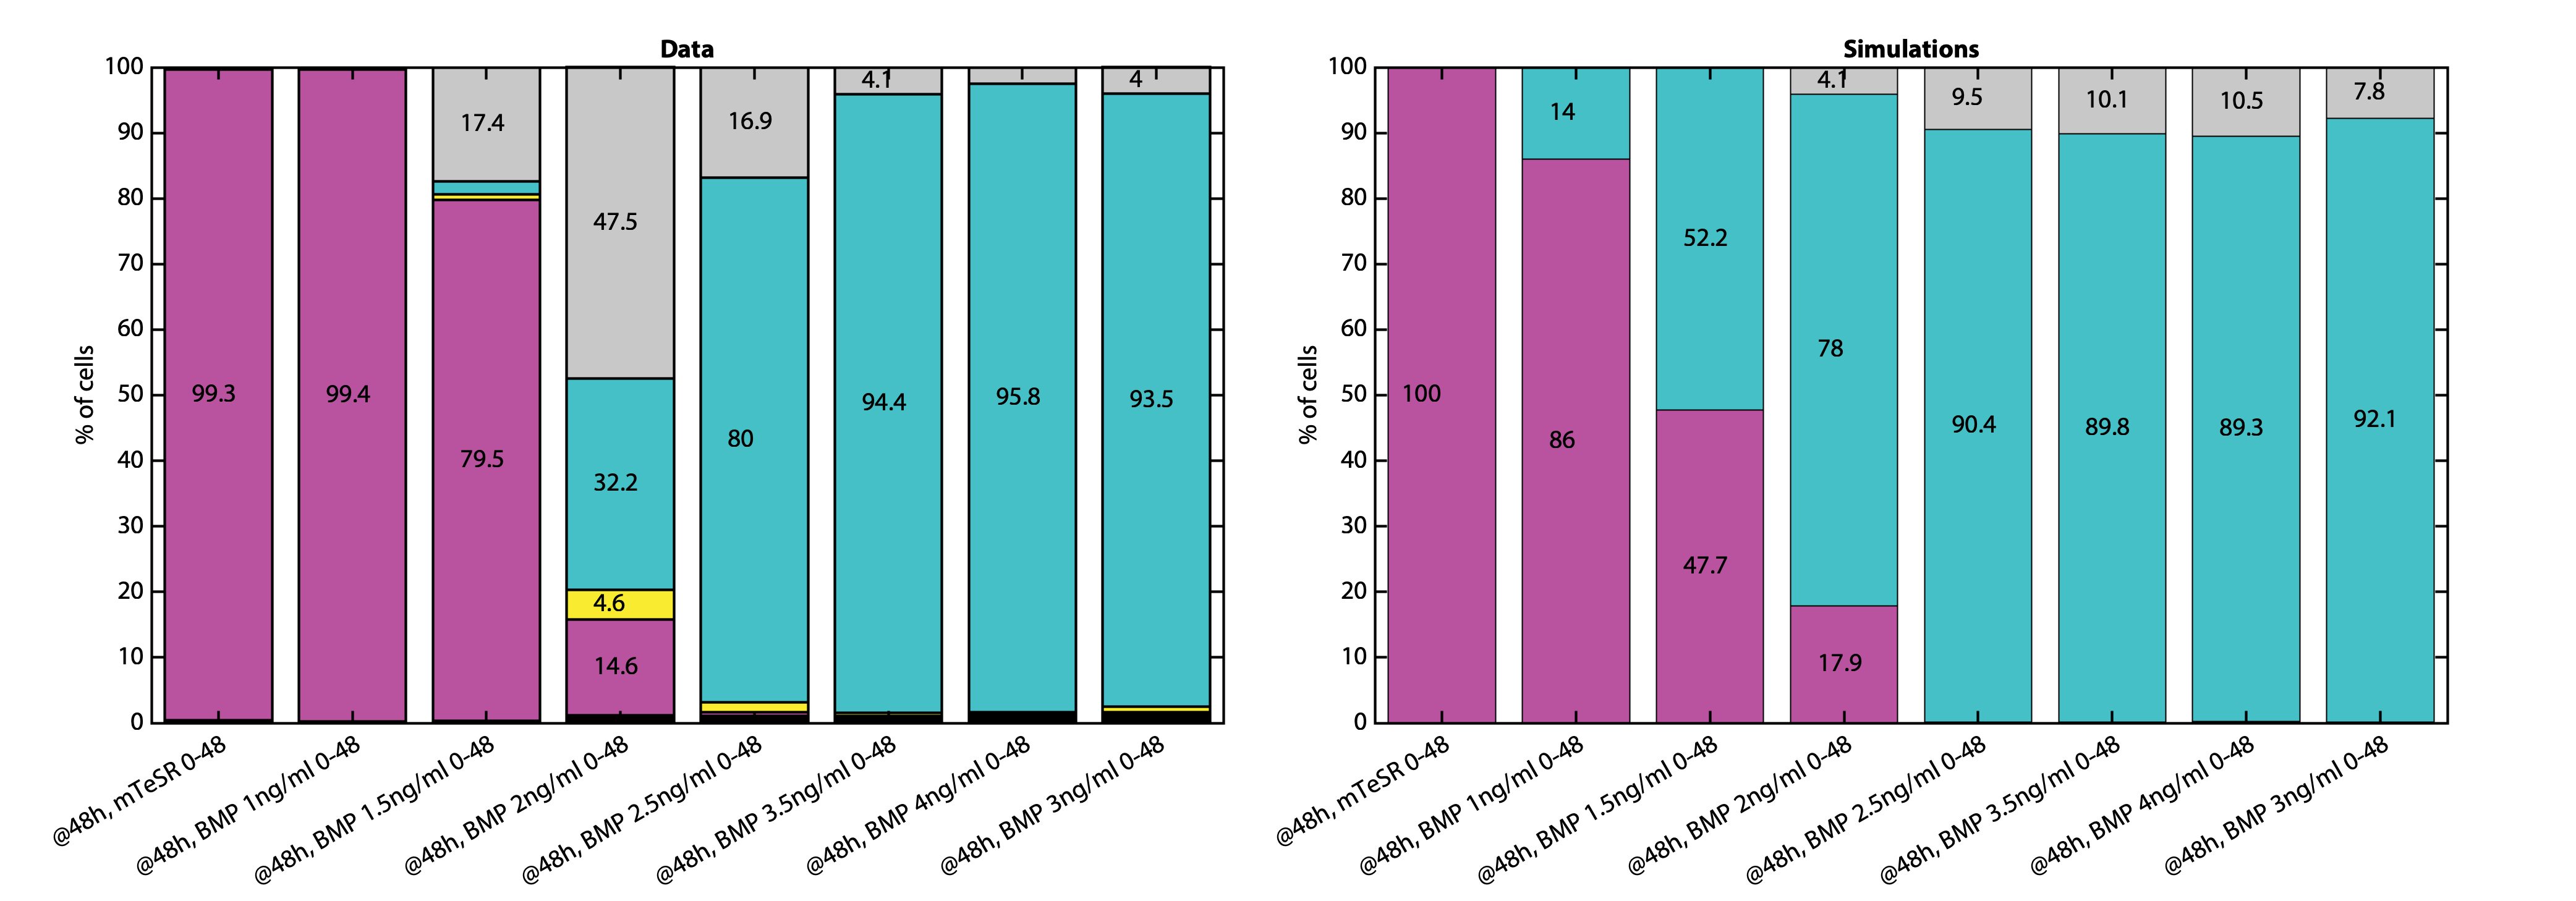 Data
% of cells
100
90
80
70
60
50
40
30
20
10
0
99.3
99.4
17.4
79.5
47.5
32.2
4.6
14.6
16.9
80
4.1
94.4
95.8
4
93.5
@48h, mTeSR 0-48
@48h, BMP 1ng/ml 0-48
@48h, BMP 1.5ng/ml 0-48
@48h, BMP 2ng/ml 0-48
@48h, BMP 2.5ng/ml 0-48
@48h, BMP 3.5ng/ml 0-48
@48h, BMP 4ng/ml 0-48
@48h, BMP 3ng/ml 0-48
Simulations
% of cells
100
90
80
70
60
50
40
30
20
10
0
100
14
86
52.2
47.7
4.1
78
17.9
9.5
90.4
10.1
89.8
10.5
89.3
7.8
92.1
@48h, mTeSR 0-48
@48h, BMP 1ng/ml 0-48
@48h, BMP 1.5ng/ml 0-48
@48h, BMP 2ng/ml 0-48
@48h, BMP 2.5ng/ml 0-48
@48h, BMP 3.5ng/ml 0-48
@48h, BMP 4ng/ml 0-48
@48h, BMP 3ng/ml 0-48